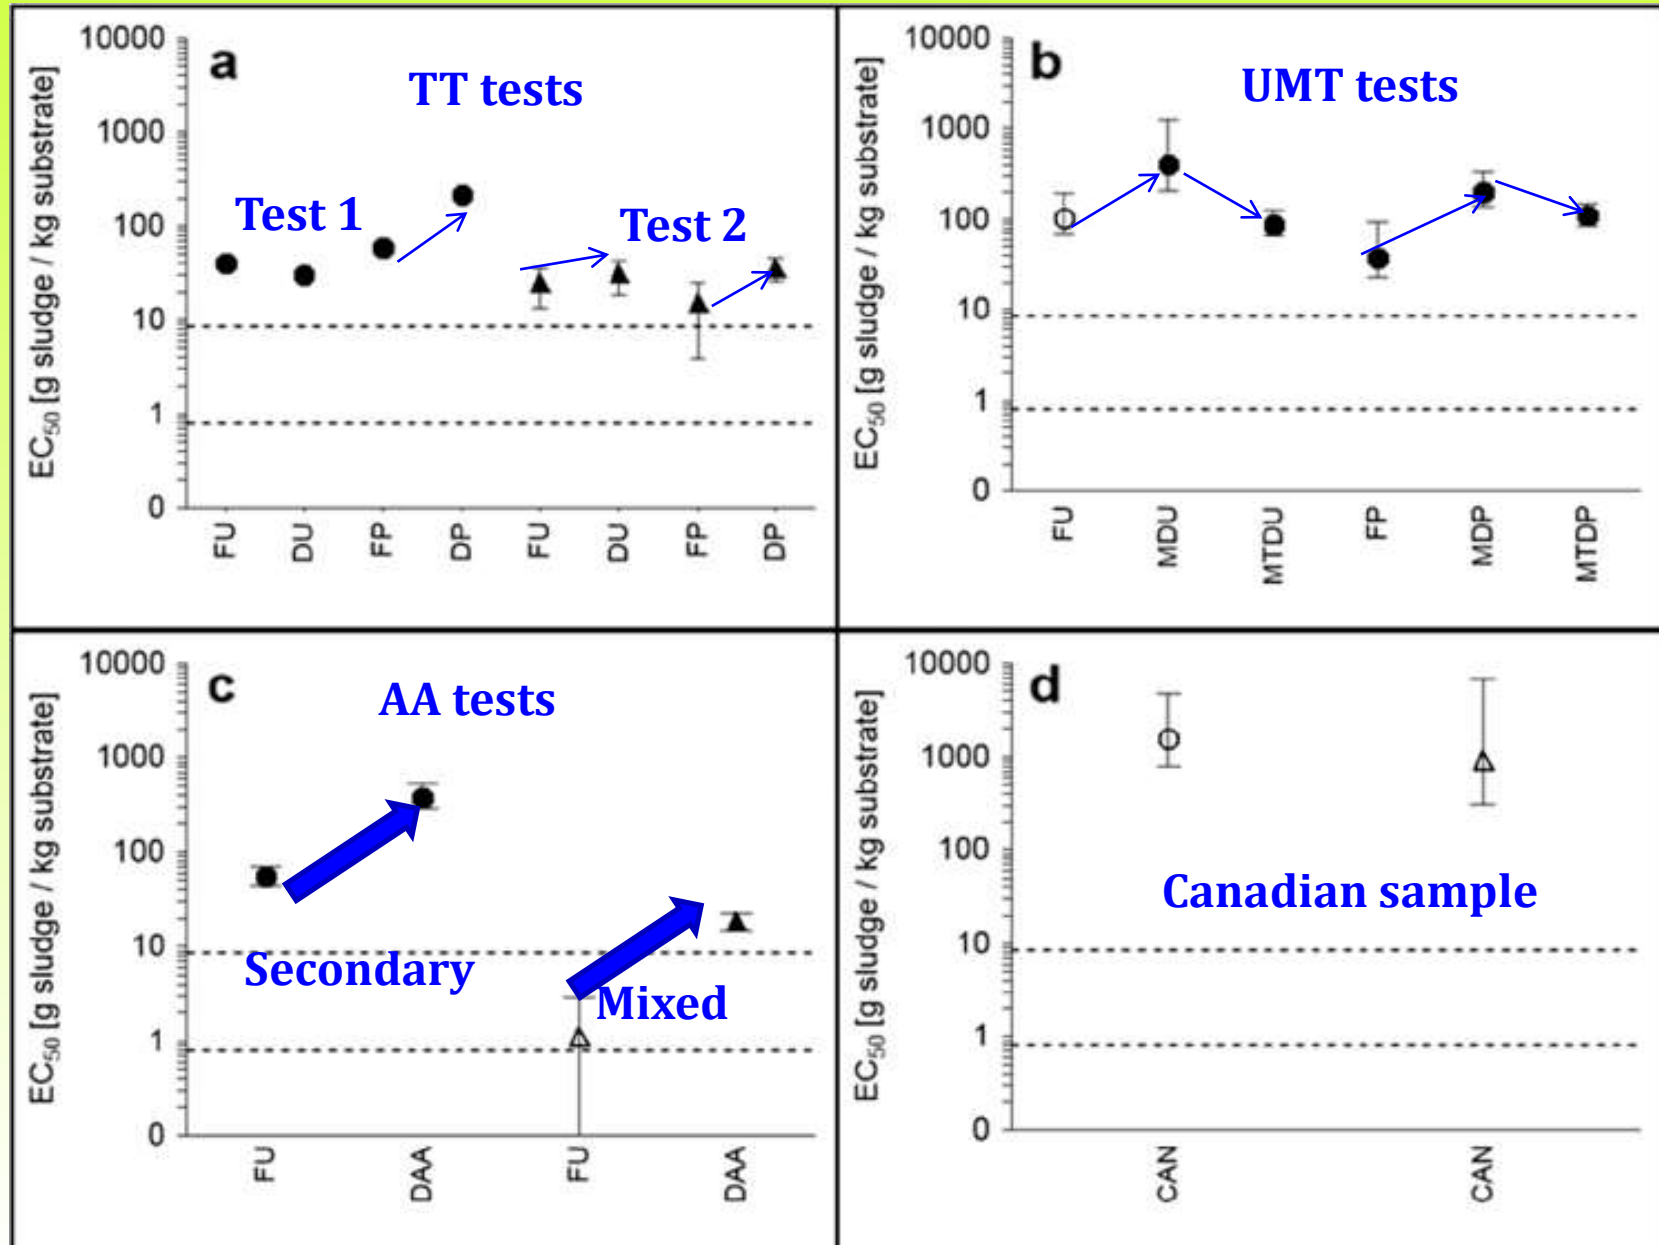 a
TT tests
Test 1
Test 2
EC₅₀ [g sludge / kg substrate]
10000
1000
100
10
1
0
FU
DU
FP
DP
FU
DU
FP
DP
b
UMT tests
EC₅₀ [g sludge / kg substrate]
10000
1000
100
10
1
0
FU
MDU
MTDU
FP
MDP
MTDP
c
AA tests
Secondary
Mixed
EC₅₀ [g sludge / kg substrate]
10000
1000
100
10
1
0
FU
DAA
FU
DAA
d
Canadian sample
EC₅₀ [g sludge / kg substrate]
10000
1000
100
10
1
0
CAN
CAN